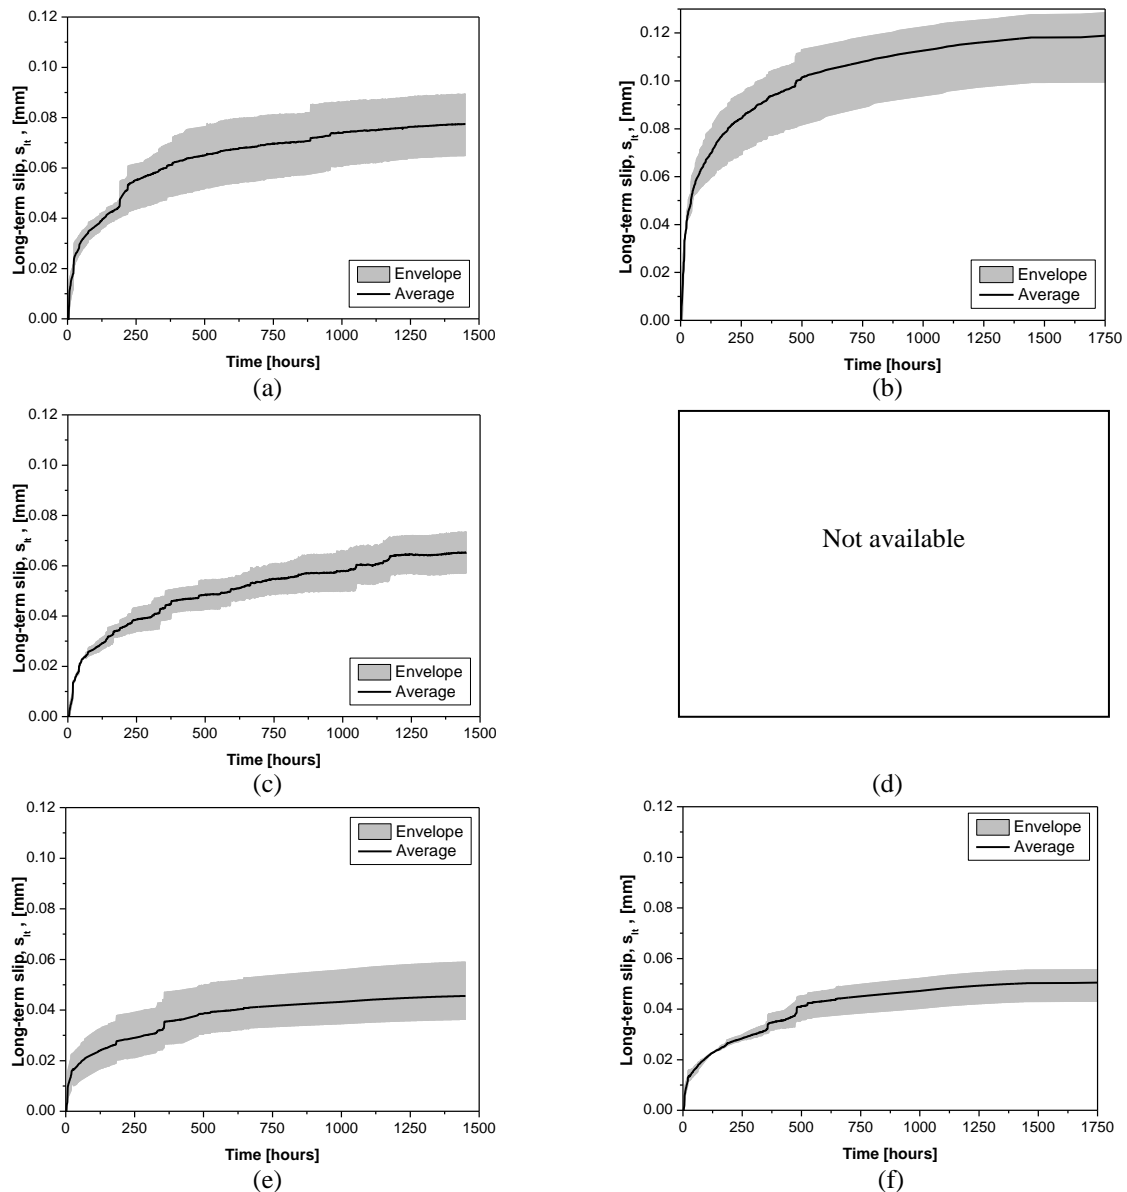 0.12
0.10
0.08
0.06
0.04
0.02
0.00
Long-term slip, s_lt , [mm]
Envelope
Average
0 250 500 750 1000 1250 1500
Time [hours]
(a)
0.12
0.10
0.08
0.06
0.04
0.02
0.00
Long-term slip, s_lt , [mm]
Envelope
Average
0 250 500 750 1000 1250 1500 1750
Time [hours]
(b)
0.12
0.10
0.08
0.06
0.04
0.02
0.00
Long-term slip, s_lt , [mm]
Envelope
Average
0 250 500 750 1000 1250 1500
Time [hours]
(c)
Not available
(d)
0.12
0.10
0.08
0.06
0.04
0.02
0.00
Long-term slip, s_lt , [mm]
Envelope
Average
0 250 500 750 1000 1250 1500
Time [hours]
(e)
0.12
0.10
0.08
0.06
0.04
0.02
0.00
Long-term slip, s_lt , [mm]
Envelope
Average
0 250 500 750 1000 1250 1500 1750
Time [hours]
(f)